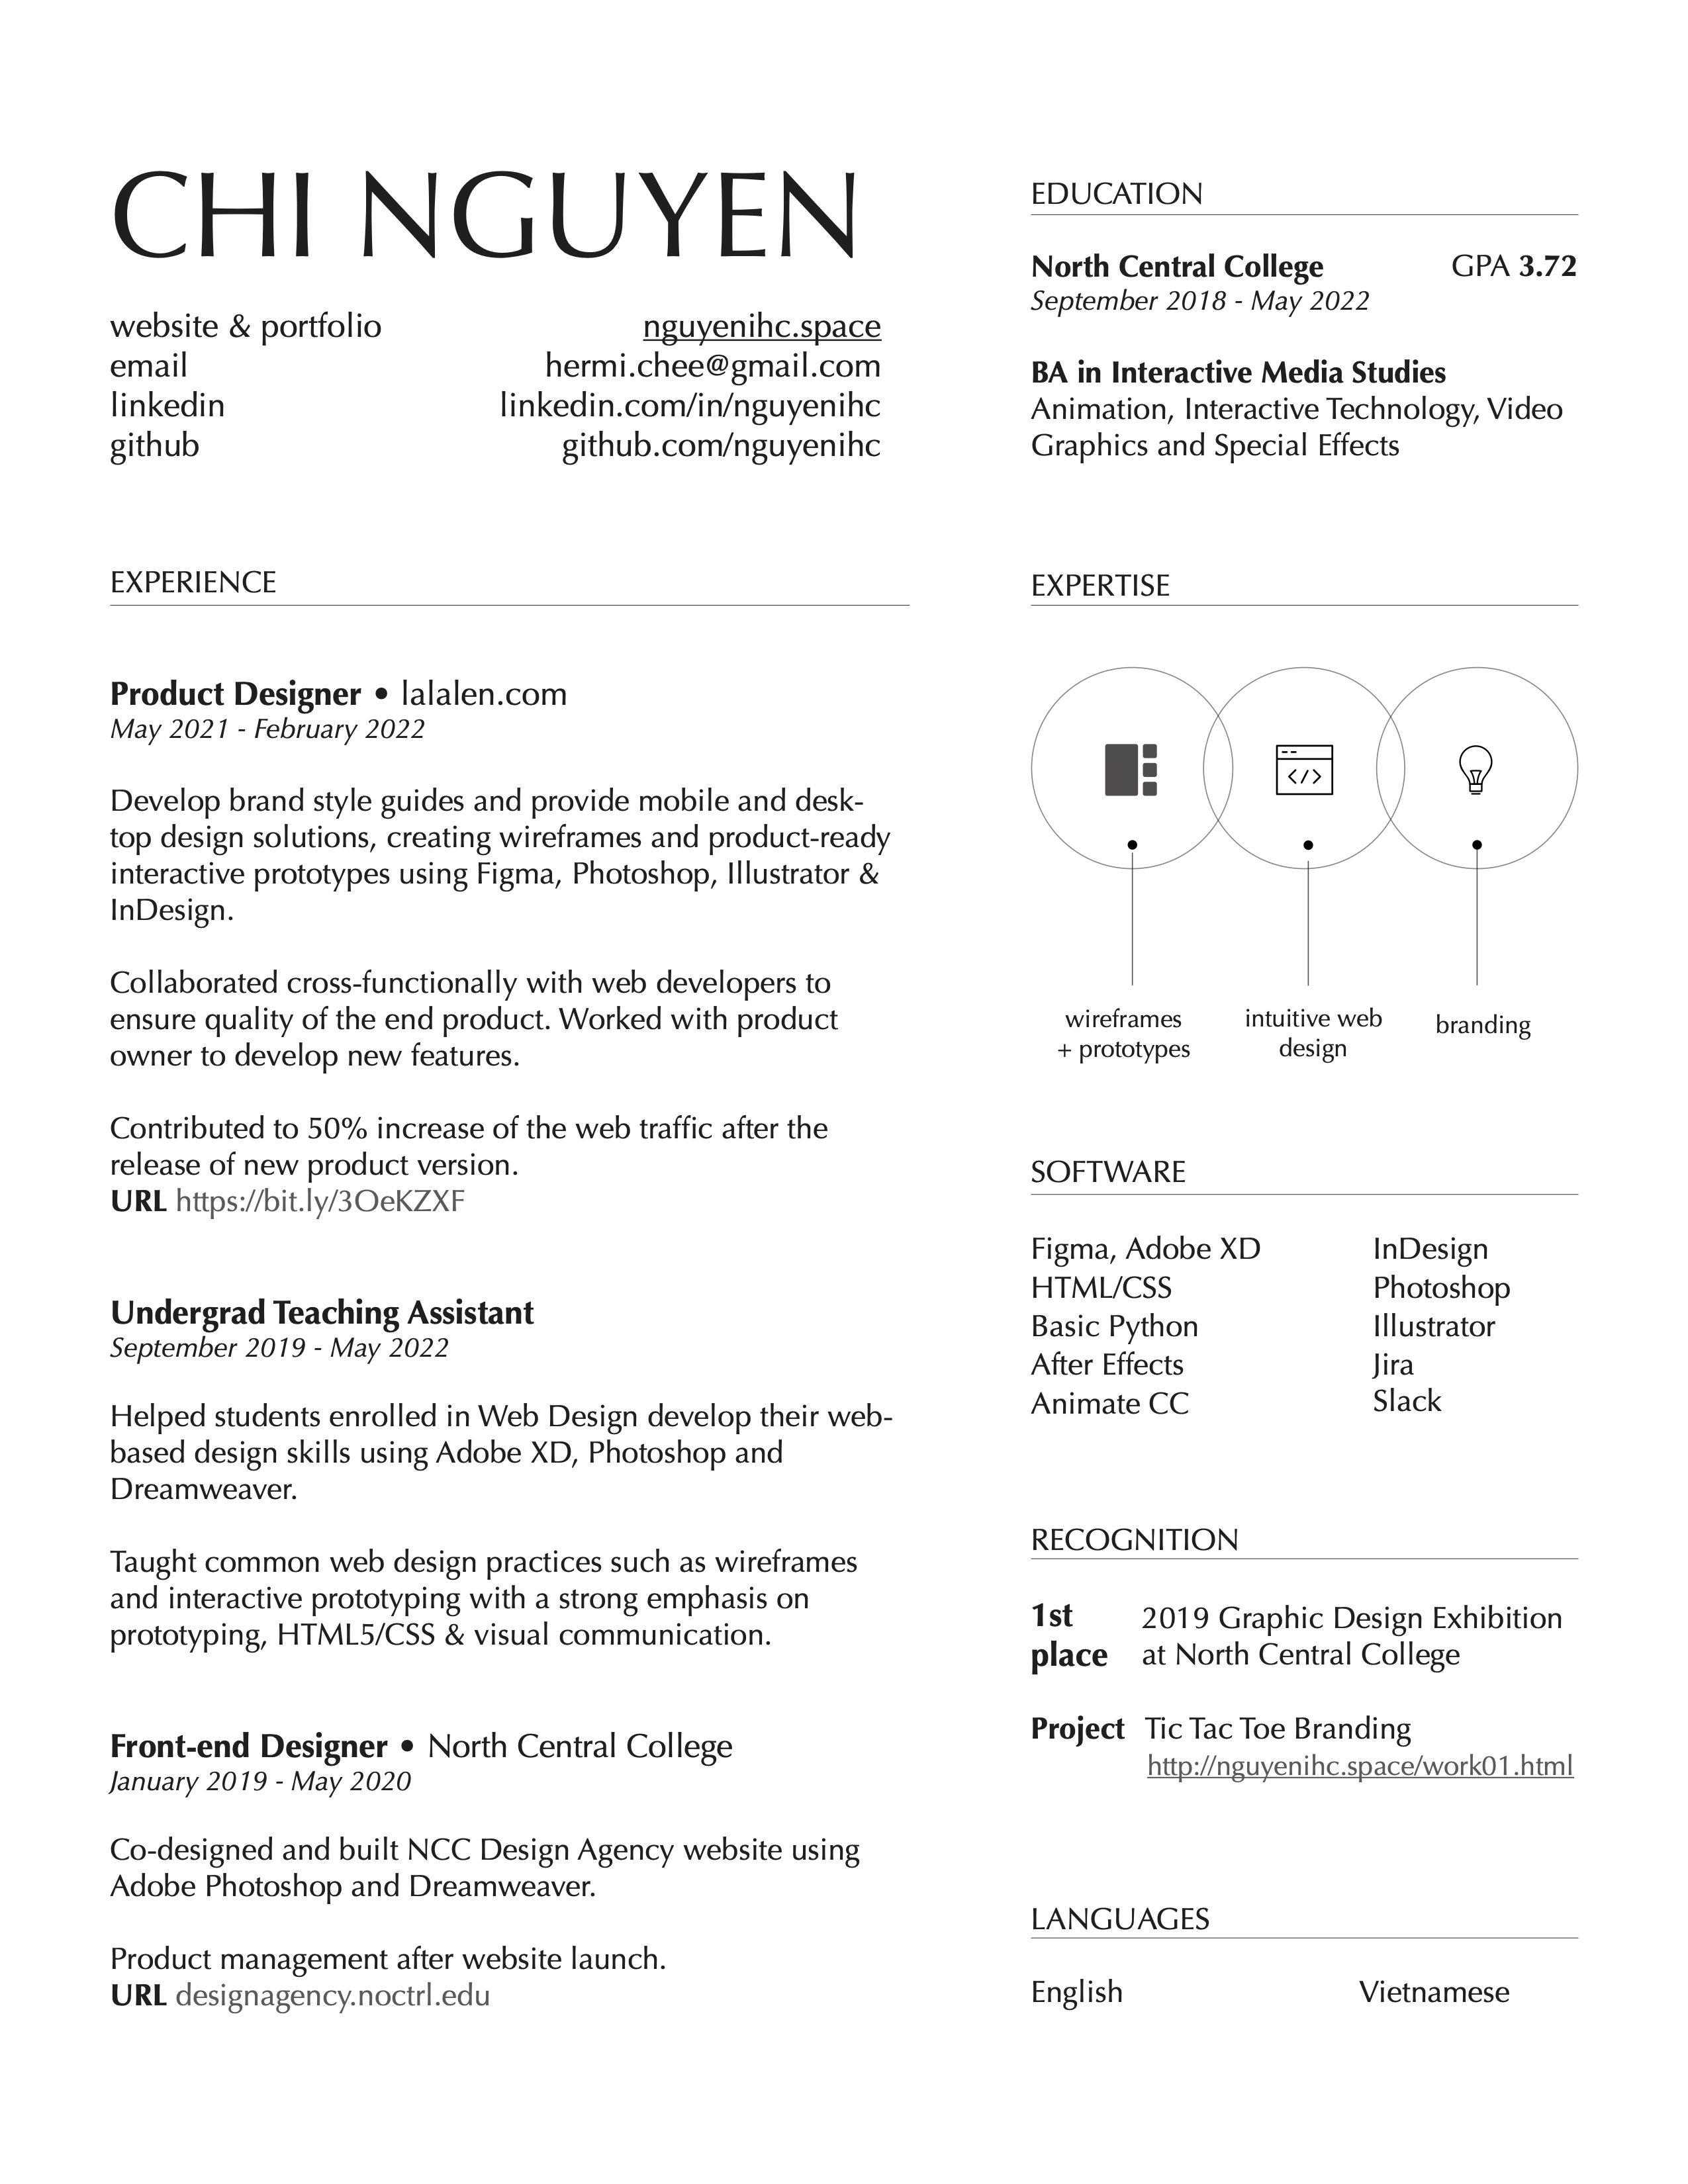 CHI NGUYEN
website & portfolio nguyenihc.space
email hermi.chee@gmail.com
linkedin linkedin.com/in/nguyenihc
github github.com/nguyenihc
EXPERIENCE
Product Designer • lalalen.com
May 2021 - February 2022
Develop brand style guides and provide mobile and desk-
top design solutions, creating wireframes and product-ready
interactive prototypes using Figma, Photoshop, Illustrator &
InDesign.
Collaborated cross-functionally with web developers to
ensure quality of the end product. Worked with product
owner to develop new features.
Contributed to 50% increase of the web traffic after the
release of new product version.
URL https://bit.ly/3OeKZXF
Undergrad Teaching Assistant
September 2019 - May 2022
Helped students enrolled in Web Design develop their web-
based design skills using Adobe XD, Photoshop and
Dreamweaver.
Taught common web design practices such as wireframes
and interactive prototyping with a strong emphasis on
prototyping, HTML5/CSS & visual communication.
Front-end Designer • North Central College
January 2019 - May 2020
Co-designed and built NCC Design Agency website using
Adobe Photoshop and Dreamweaver.
Product management after website launch.
URL designagency.noctrl.edu
EDUCATION
North Central College GPA 3.72
September 2018 - May 2022
BA in Interactive Media Studies
Animation, Interactive Technology, Video
Graphics and Special Effects
EXPERTISE
</>
wireframes
+ prototypes
intuitive web
design
branding
SOFTWARE
Figma, Adobe XD InDesign
HTML/CSS Photoshop
Basic Python Illustrator
After Effects Jira
Animate CC Slack
RECOGNITION
1st 2019 Graphic Design Exhibition
place at North Central College
Project Tic Tac Toe Branding
http://nguyenihc.space/work01.html
LANGUAGES
English Vietnamese